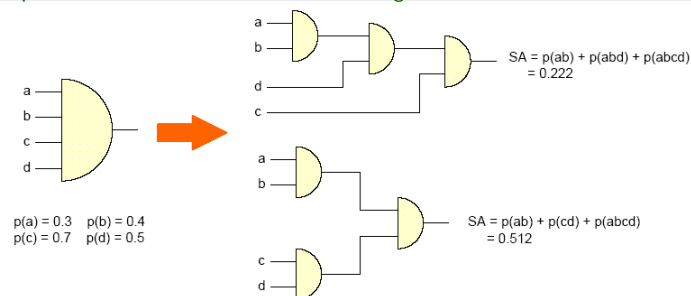 a
b
c
d
p(a) = 0.3 p(b) = 0.4
p(c) = 0.7 p(d) = 0.5
a
b
d
c
SA = p(ab) + p(abd) + p(abcd)
= 0.222
a
b
c
d
SA = p(ab) + p(cd) + p(abcd)
= 0.512